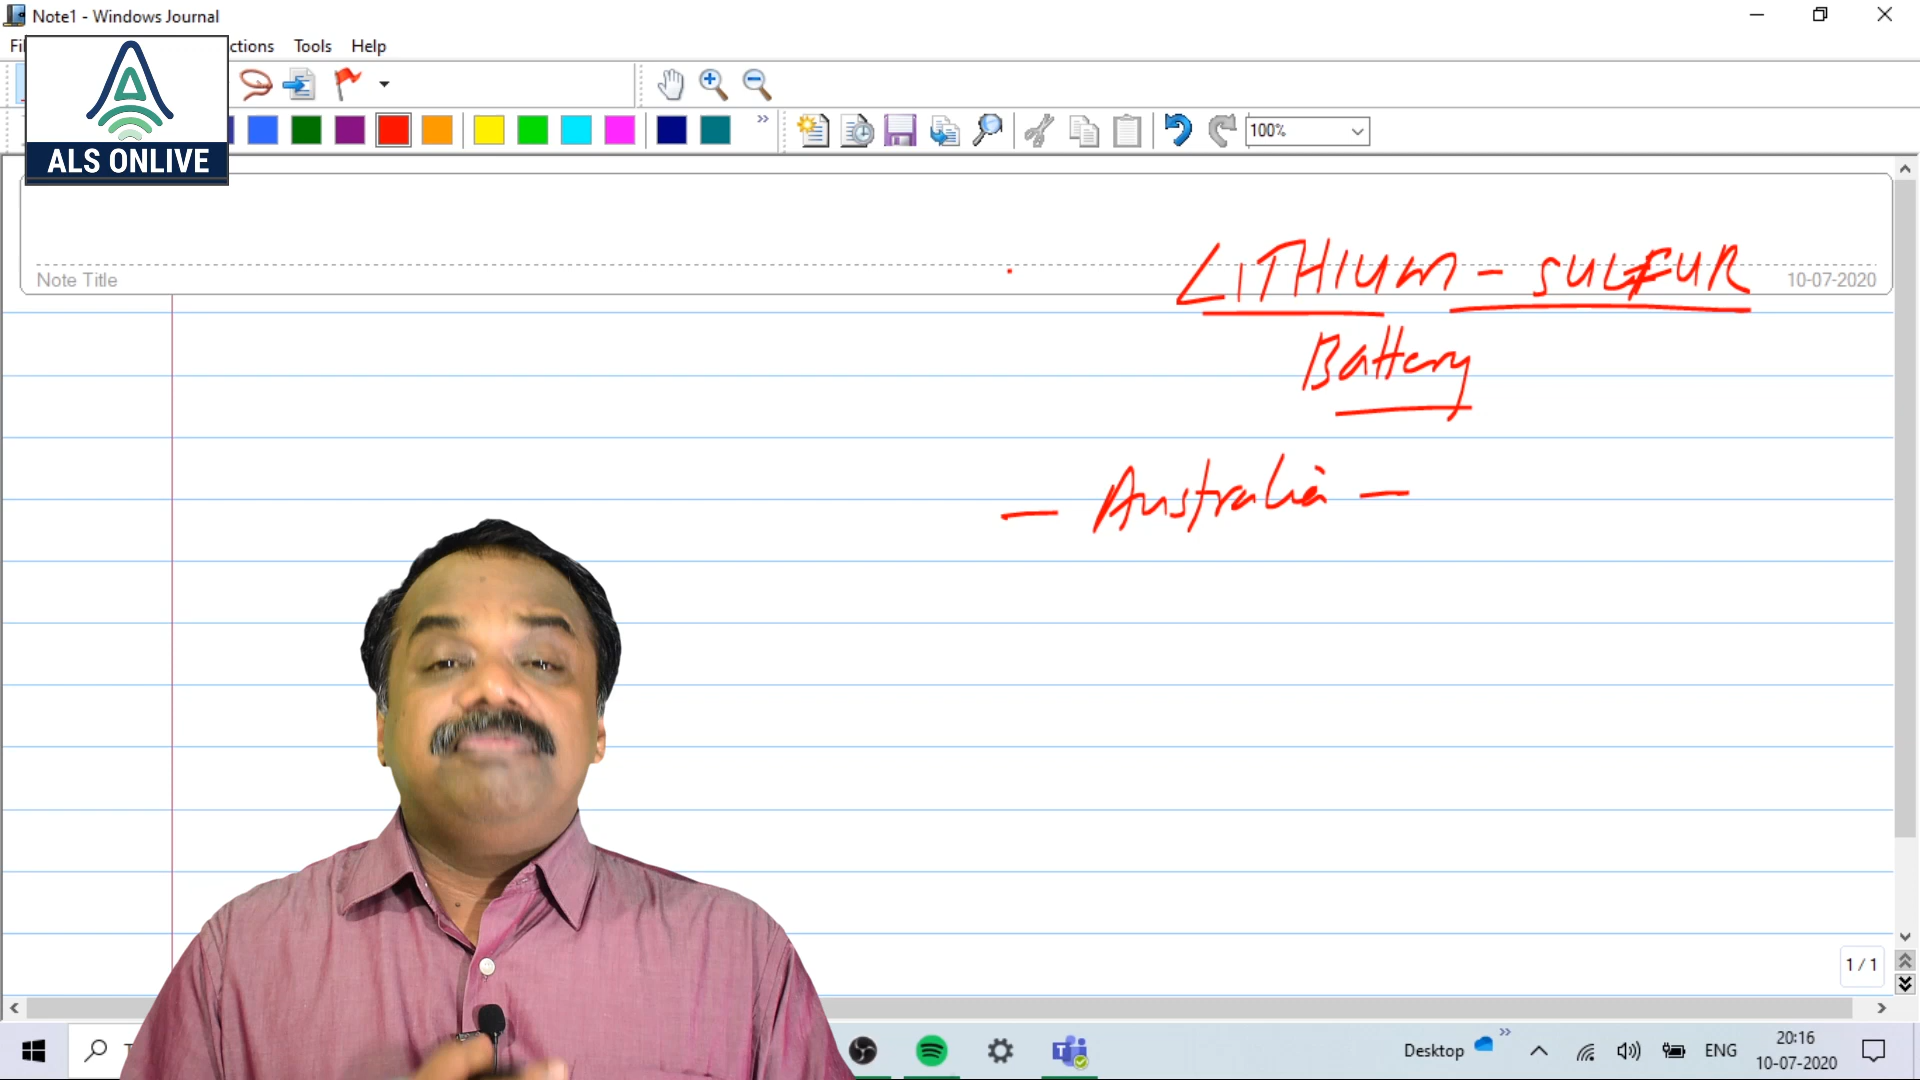 Note1 - Windows Journal
ctions Tools Help
ALS ONLIVE
100%
LITHIUM - SULFUR
Note Title
10-07-2020
Battery
- Australia -
1 / 1
Desktop
ENG
20:16
10-07-2020